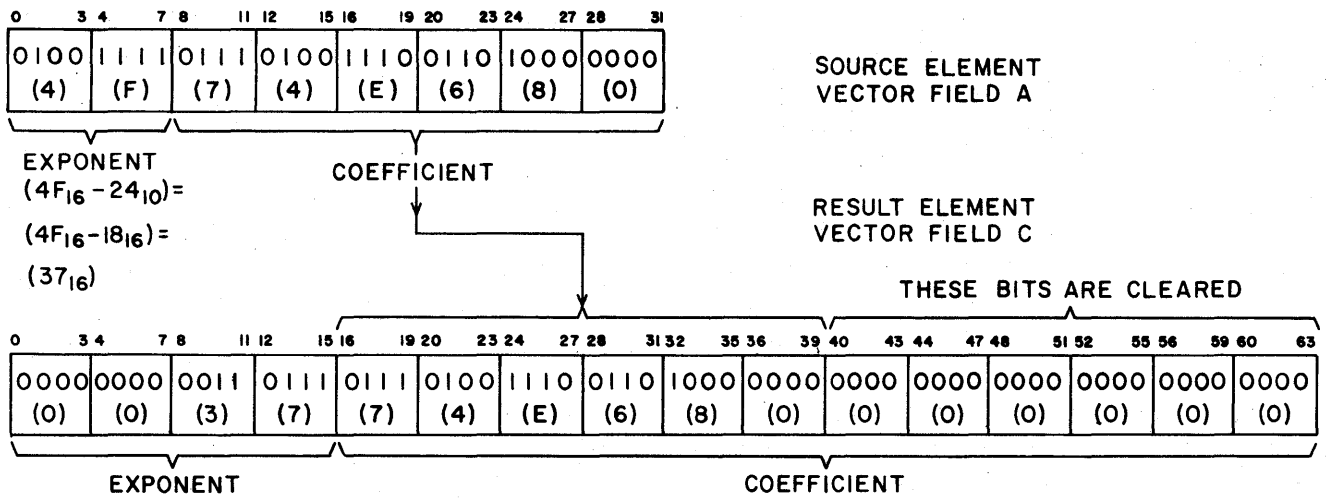 0 3 4 7 8 11 12 15 16 19 20 23 24 27 28 31
0100 1111 0111 0100 1110 0110 1000 0000
(4) (F) (7) (4) (E) (6) (8) (0)
SOURCE ELEMENT
VECTOR FIELD A
EXPONENT
(4F16 – 2410) =
(4F16 – 1816) =
(3716)
COEFFICIENT
RESULT ELEMENT
VECTOR FIELD C
THESE BITS ARE CLEARED
0 3 4 7 8 11 12 15 16 19 20 23 24 27 28 31 32 35 36 39 40 43 44 47 48 51 52 55 56 59 60 63
0000 0000 0011 0111 0111 0100 1110 0110 1000 0000 0000 0000 0000 0000 0000 0000
(0) (0) (3) (7) (7) (4) (E) (6) (8) (0) (0) (0) (0) (0) (0) (0)
EXPONENT
COEFFICIENT